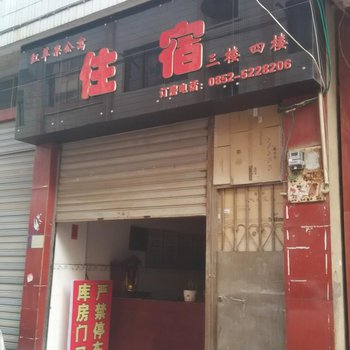 红苹果公寓
住宿
三楼 四楼
订房电话：0852-5228206
严禁停车
库房门口